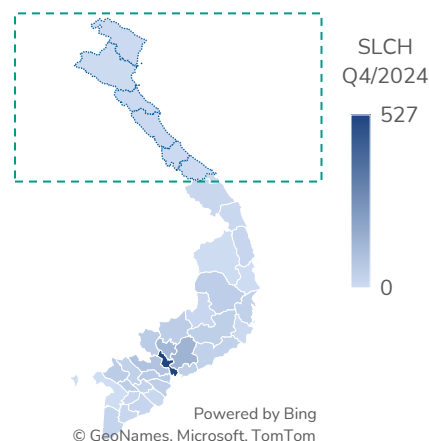 SLCH
Q4/2024
527
0
Powered by Bing
© GeoNames, Microsoft, TomTom